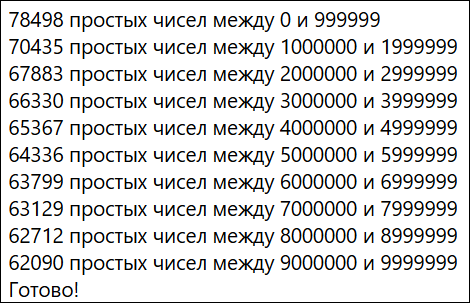 78498 простых чисел между 0 и 999999
70435 простых чисел между 1000000 и 1999999
67883 простых чисел между 2000000 и 2999999
66330 простых чисел между 3000000 и 3999999
65367 простых чисел между 4000000 и 4999999
64336 простых чисел между 5000000 и 5999999
63799 простых чисел между 6000000 и 6999999
63129 простых чисел между 7000000 и 7999999
62712 простых чисел между 8000000 и 8999999
62090 простых чисел между 9000000 и 9999999
Готово!